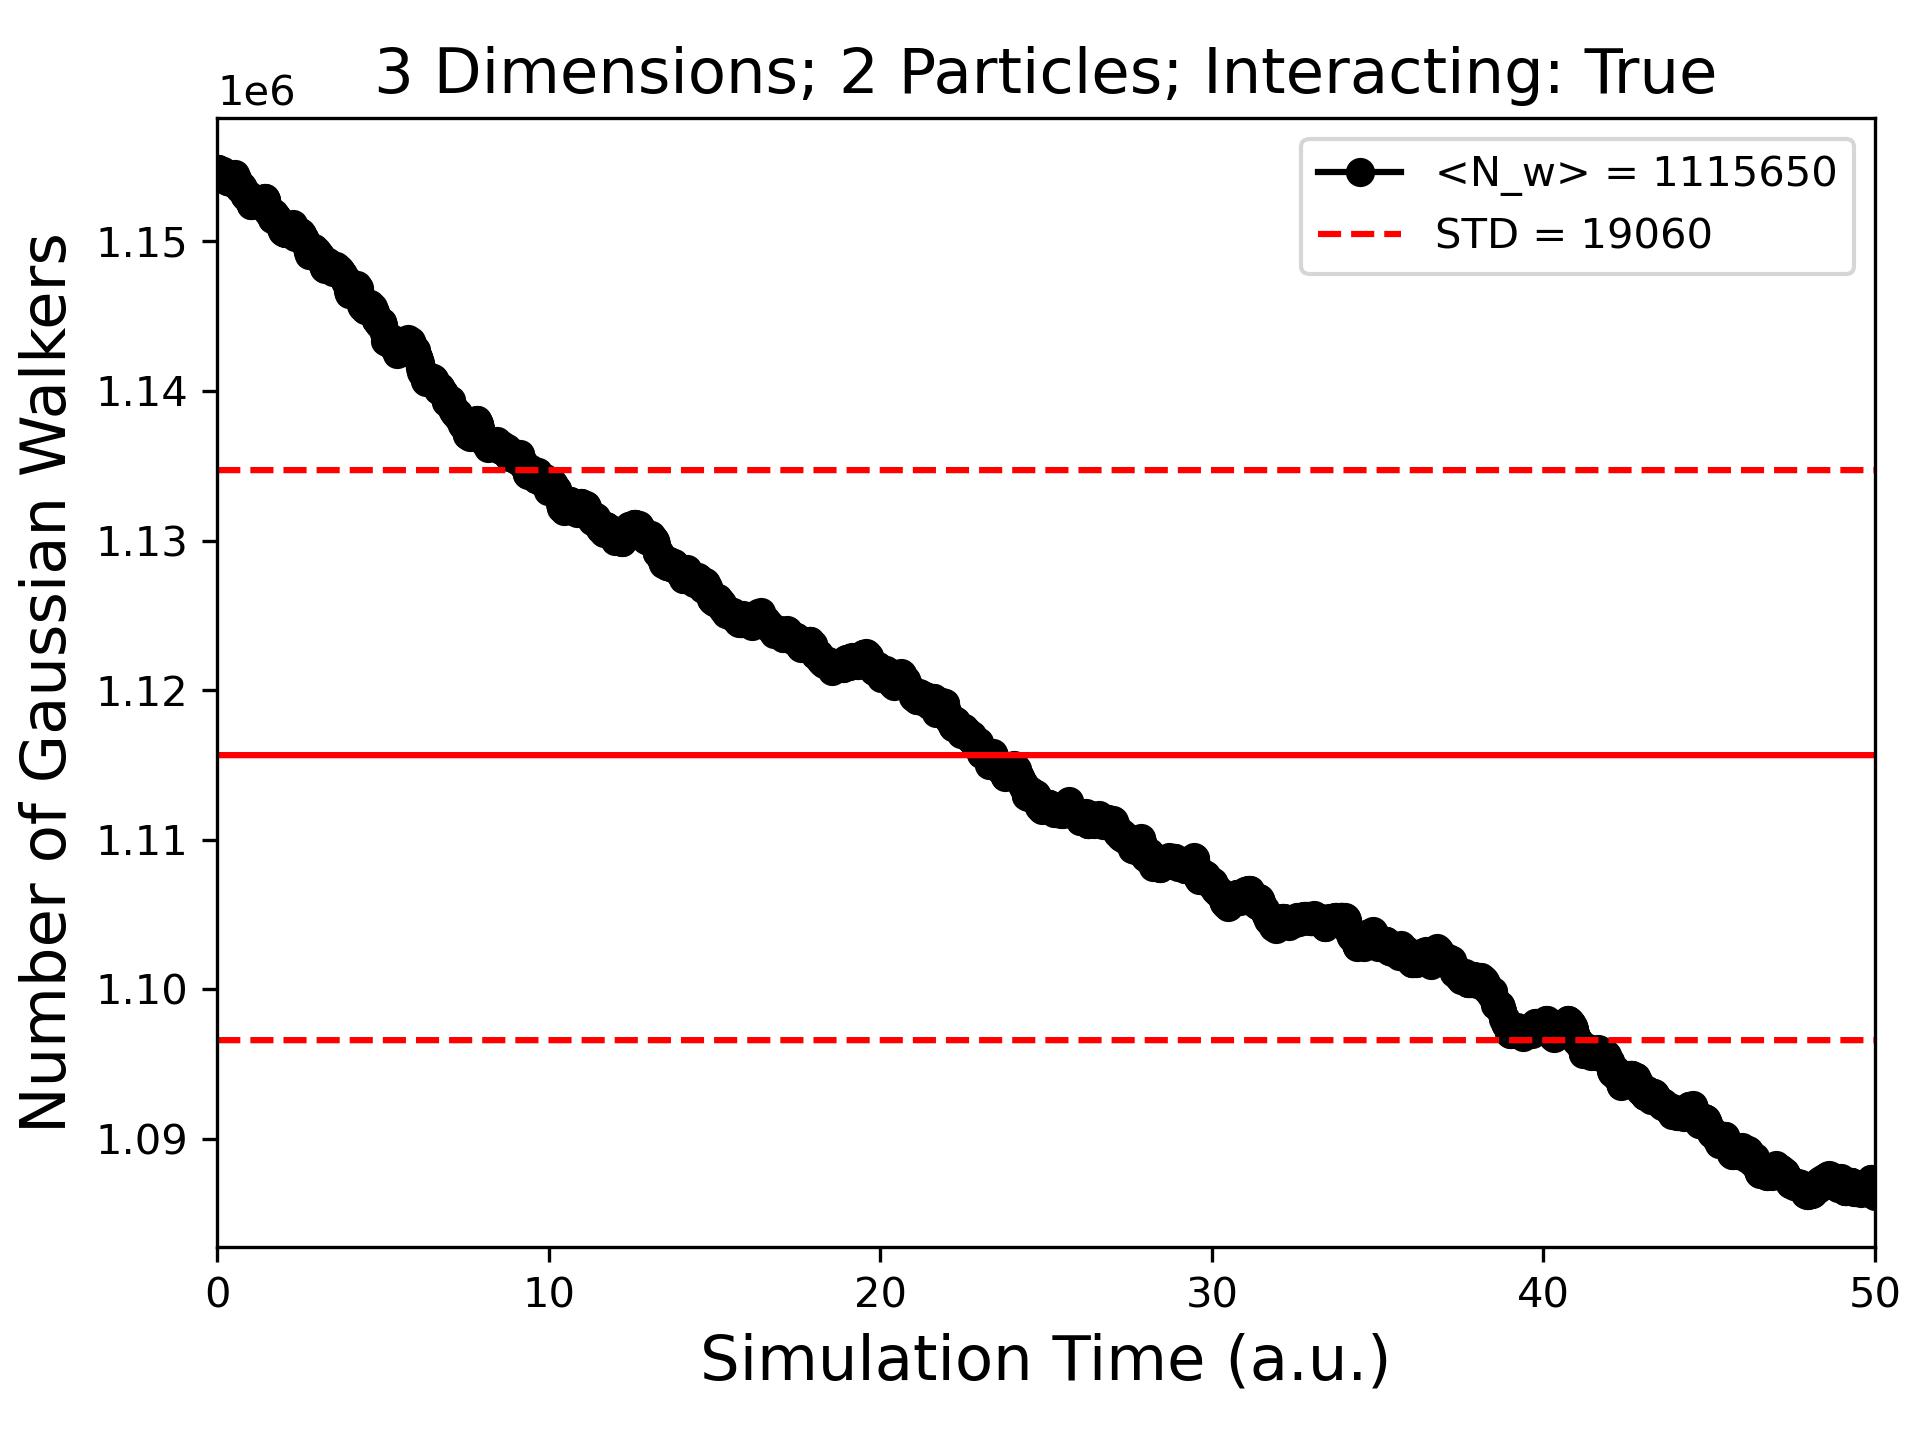 3 Dimensions; 2 Particles; Interacting: True
1e6
<N_w> = 1115650
STD = 19060
Number of Gaussian Walkers
1.15
1.14
1.13
1.12
1.11
1.10
1.09
0 10 20 30 40 50
Simulation Time (a.u.)